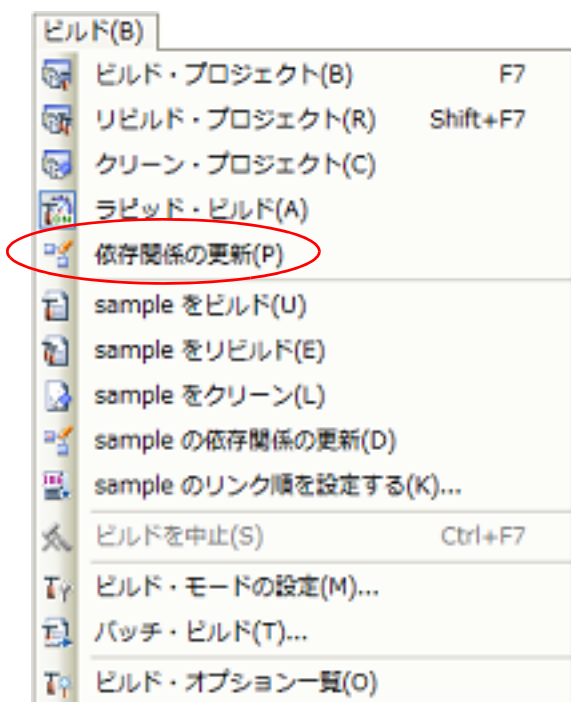 ビルド(B)
ビルド・プロジェクト(B) F7
リビルド・プロジェクト(R) Shift+F7
クリーン・プロジェクト(C)
ラピッド・ビルド(A)
依存関係の更新(P)
sample をビルド(U)
sample をリビルド(E)
sample をクリーン(L)
sample の依存関係の更新(D)
sample のリンク順を設定する(K)...
ビルドを中止(S) Ctrl+F7
ビルド・モードの設定(M)...
バッチ・ビルド(T)...
ビルド・オプション一覧(O)